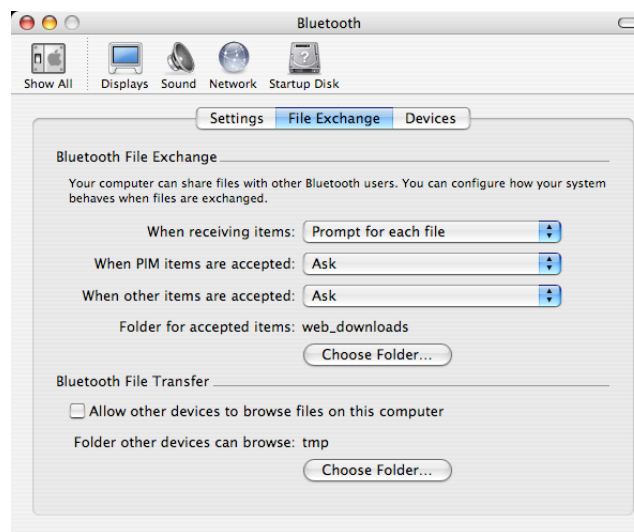 Bluetooth
Show All Displays Sound Network Startup Disk
Settings File Exchange Devices
Bluetooth File Exchange
Your computer can share files with other Bluetooth users. You can configure how your system
behaves when files are exchanged.
When receiving items: Prompt for each file
When PIM items are accepted: Ask
When other items are accepted: Ask
Folder for accepted items: web_downloads
Choose Folder...
Bluetooth File Transfer
Allow other devices to browse files on this computer
Folder other devices can browse: tmp
Choose Folder...